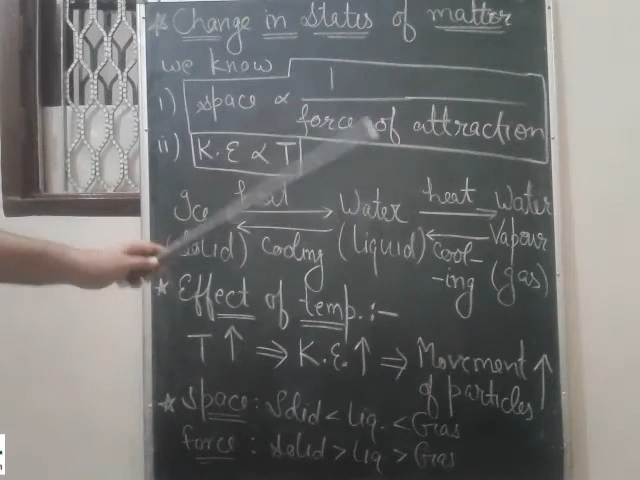 * Change in States of matter
we know
i) space ∝ 1 / force of attraction
ii) K.E ∝ T
Ice heat → Water heat → Water
(solid) ← cooling (liquid) ← cool- Vapour
-ing (gas)
* Effect of temp. :-
T ↑ ⇒ K.E. ↑ ⇒ Movement ↑
of particles
* space : Solid < Liq. < Gas
force : solid > Liq > Gas